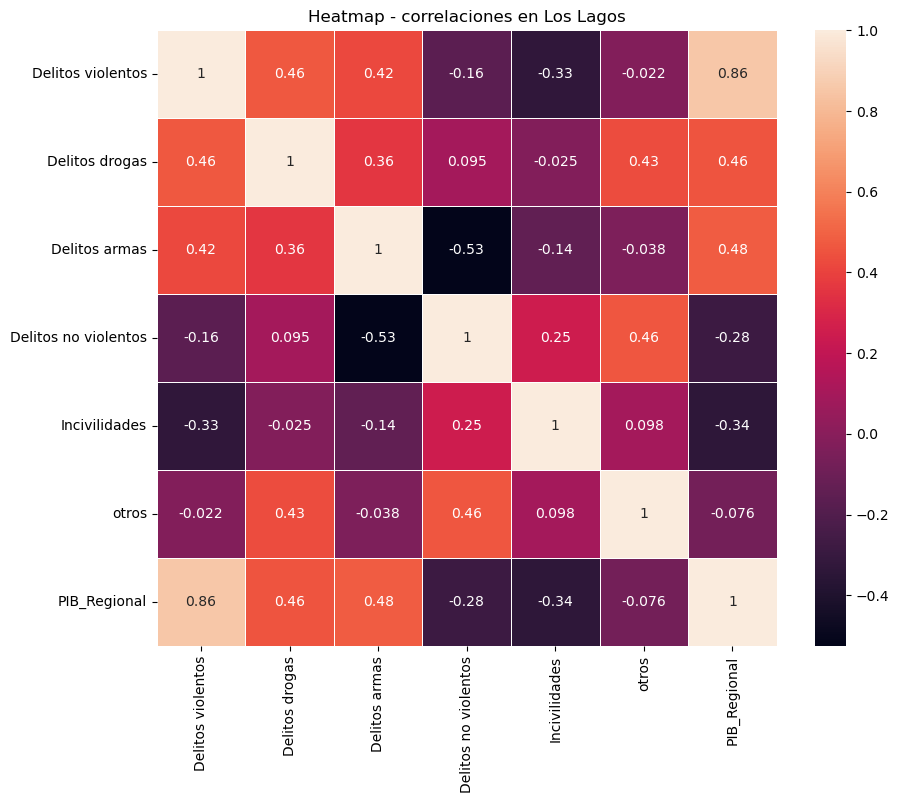 Heatmap - correlaciones en Los Lagos
Delitos violentos 1 0.46 0.42 -0.16 -0.33 -0.022 0.86
Delitos drogas 0.46 1 0.36 0.095 -0.025 0.43 0.46
Delitos armas 0.42 0.36 1 -0.53 -0.14 -0.038 0.48
Delitos no violentos -0.16 0.095 -0.53 1 0.25 0.46 -0.28
Incivilidades -0.33 -0.025 -0.14 0.25 1 0.098 -0.34
otros -0.022 0.43 -0.038 0.46 0.098 1 -0.076
PIB_Regional 0.86 0.46 0.48 -0.28 -0.34 -0.076 1
Delitos violentos
Delitos drogas
Delitos armas
Delitos no violentos
Incivilidades
otros
PIB_Regional
1.0
0.8
0.6
0.4
0.2
0.0
−0.2
−0.4